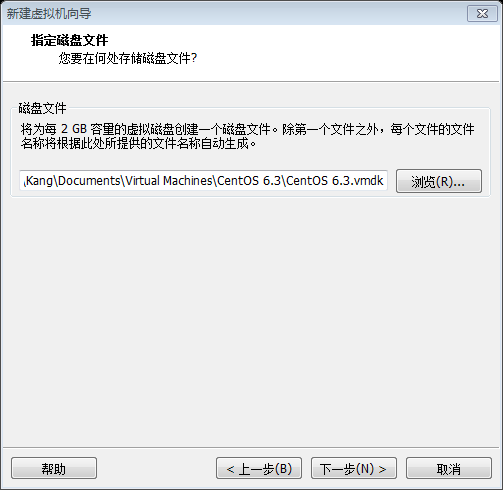 新建虚拟机向导
指定磁盘文件
您要在何处存储磁盘文件?
磁盘文件
将为每 2 GB 容量的虚拟磁盘创建一个磁盘文件。除第一个文件之外，每个文件的文件
名称将根据此处所提供的文件名称自动生成。
\Kang\Documents\Virtual Machines\CentOS 6.3\CentOS 6.3.vmdk
浏览(R)...
帮助
< 上一步(B)
下一步(N) >
取消